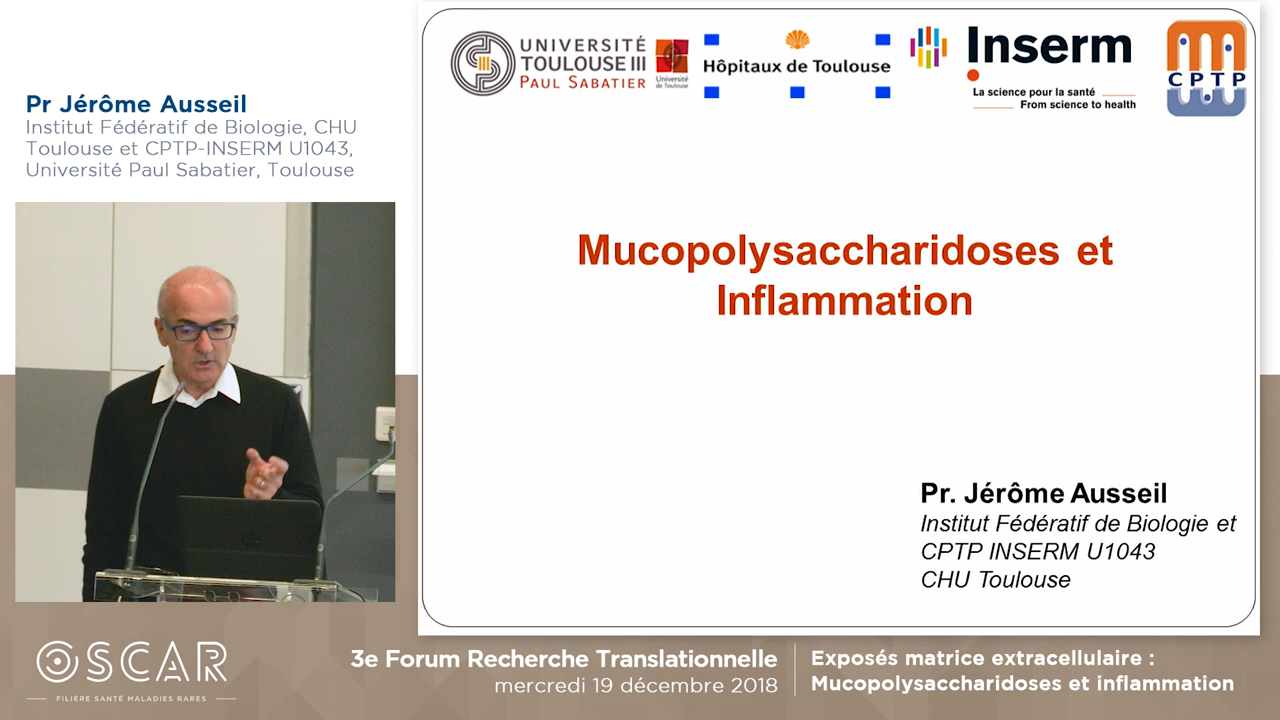 Pr Jérôme Ausseil
Institut Fédératif de Biologie, CHU
Toulouse et CPTP-INSERM U1043,
Université Paul Sabatier, Toulouse
UNIVERSITÉ
TOULOUSE III
PAUL SABATIER
Université
de Toulouse
Hôpitaux de Toulouse
Inserm
La science pour la santé
From science to health
CPTP
Mucopolysaccharidoses et
Inflammation
Pr. Jérôme Ausseil
Institut Fédératif de Biologie et
CPTP INSERM U1043
CHU Toulouse
OSCAR
FILIÈRE SANTÉ MALADIES RARES
3e Forum Recherche Translationnelle
mercredi 19 décembre 2018
Exposés matrice extracellulaire :
Mucopolysaccharidoses et inflammation